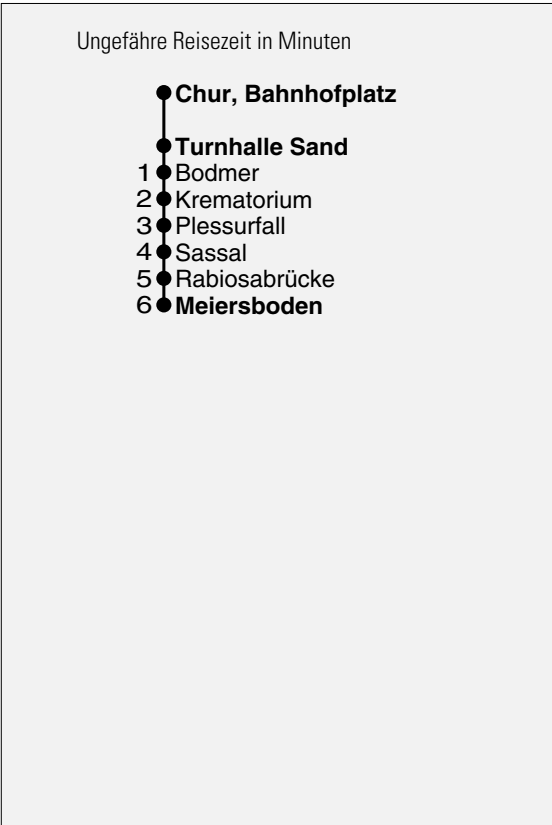 Ungefähre Reisezeit in Minuten
Chur, Bahnhofplatz
Turnhalle Sand
1 Bodmer
2 Krematorium
3 Plessurfall
4 Sassal
5 Rabiosabrücke
6 Meiersboden